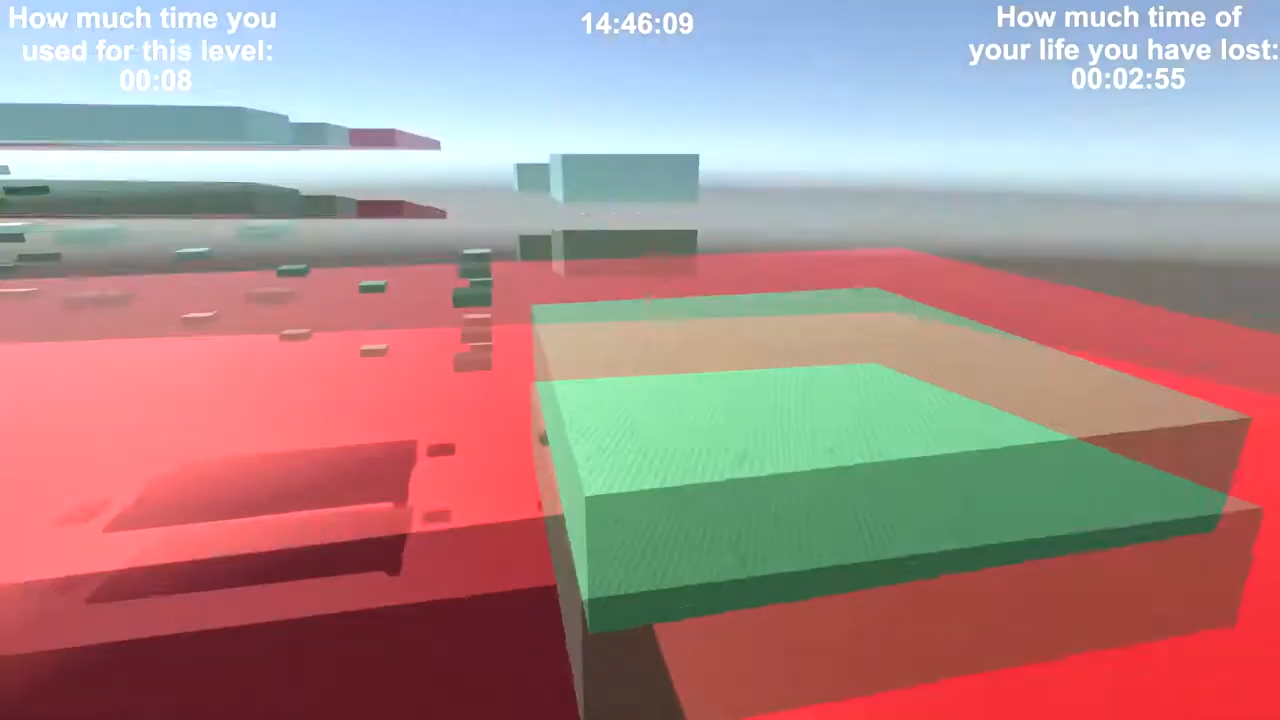 How much time you
used for this level:
00:08
14:46:09
How much time of
your life you have lost:
00:02:55